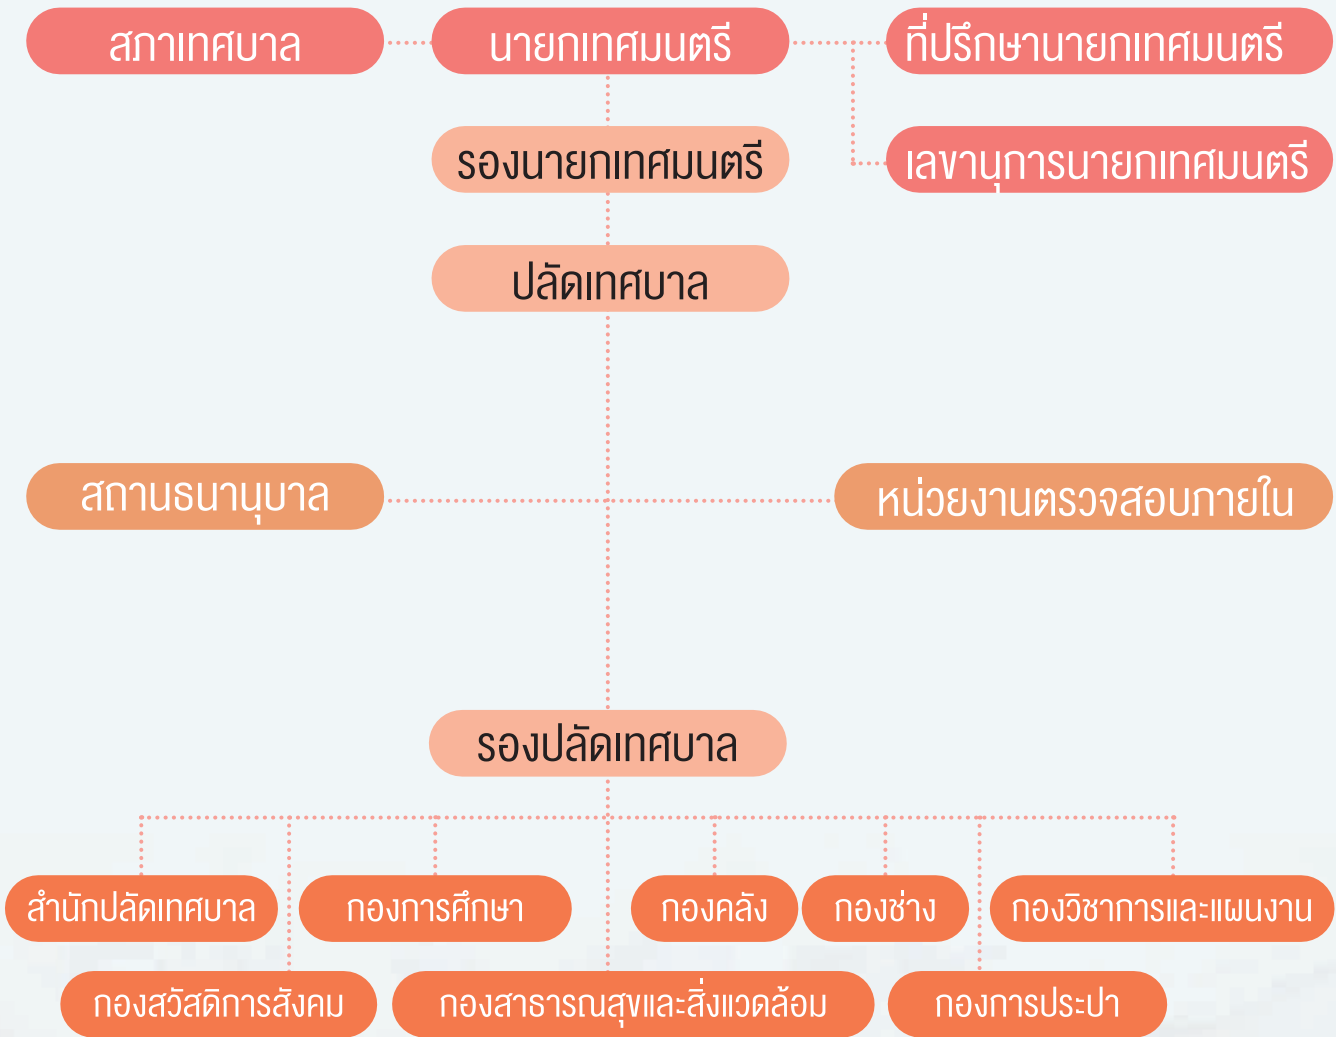 สภาเทศบาล
นายกเทศมนตรี
ที่ปรึกษานายกเทศมนตรี
รองนายกเทศมนตรี
เลขานุการนายกเทศมนตรี
ปลัดเทศบาล
สถานธนานุบาล
หน่วยงานตรวจสอบภายใน
รองปลัดเทศบาล
สำนักปลัดเทศบาล
กองการศึกษา
กองคลัง
กองช่าง
กองวิชาการและแผนงาน
กองสวัสดิการสังคม
กองสาธารณสุขและสิ่งแวดล้อม
กองการประปา